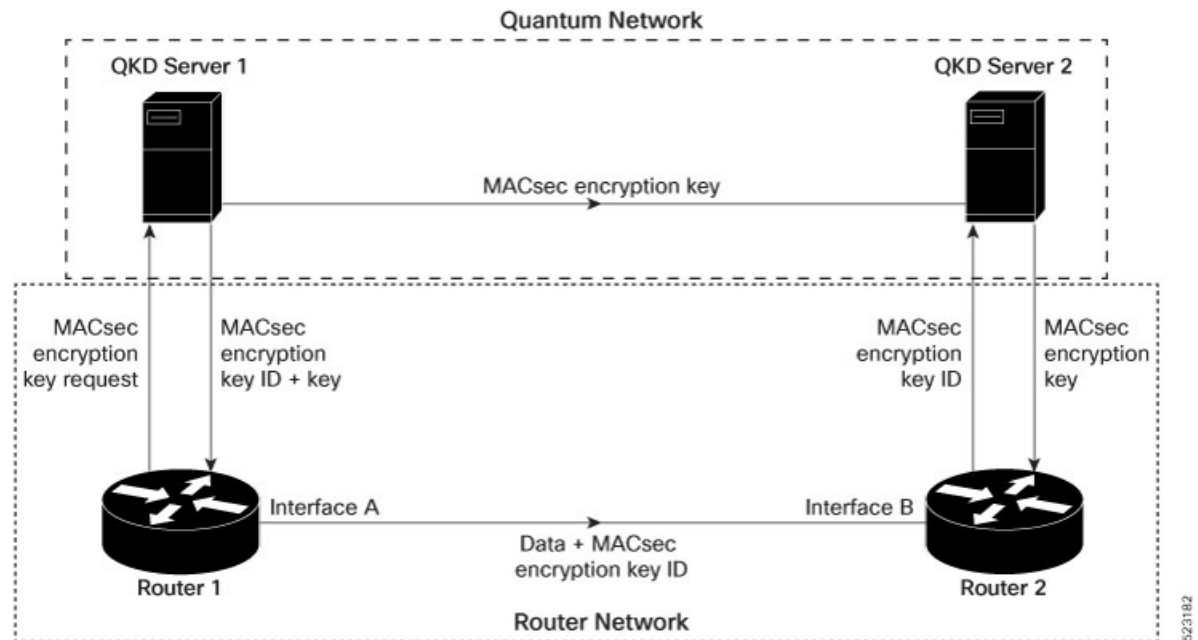 Quantum Network
QKD Server 1
QKD Server 2
MACsec encryption key
MACsec
encryption
key request
MACsec
encryption
key ID + key
MACsec
encryption
key ID
MACsec
encryption
key
Interface A
Interface B
Data + MACsec
encryption key ID
Router 1
Router 2
Router Network
523182